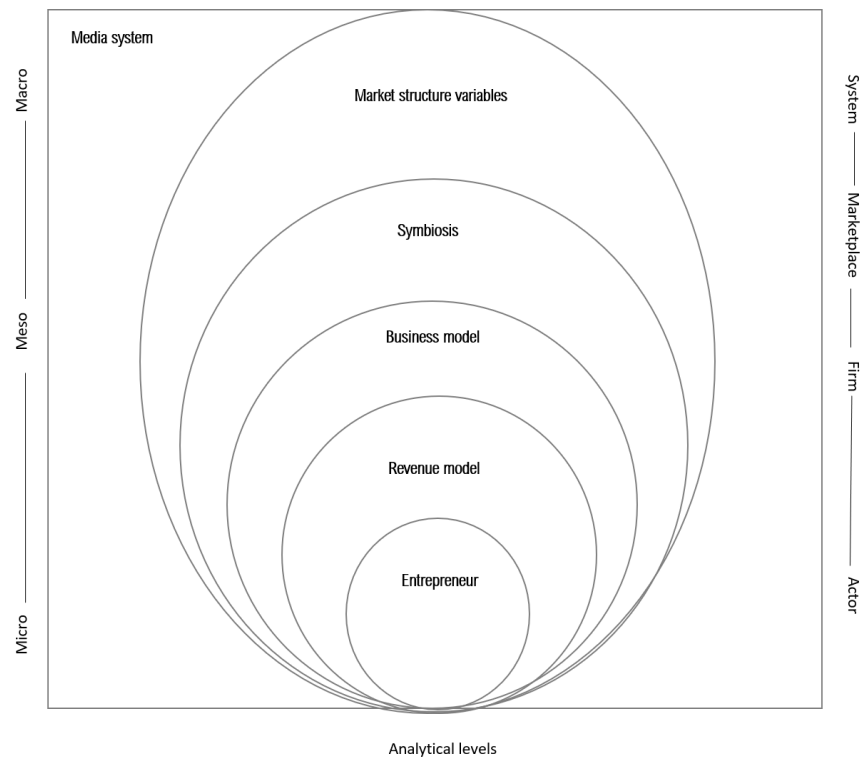 Media system
Market structure variables
Symbiosis
Business model
Revenue model
Entrepreneur
Macro
Meso
Micro
System
Marketplace
Firm
Actor
Analytical levels